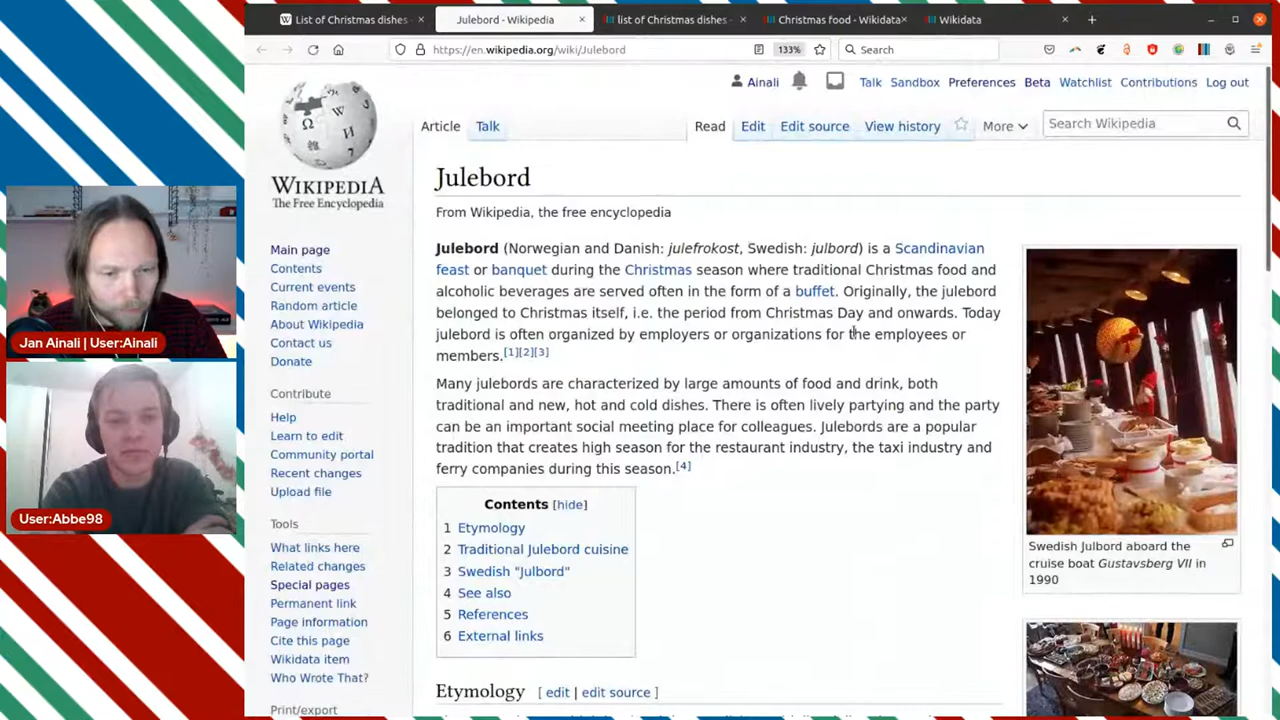 List of Christmas dishes
Julebord - Wikipedia
list of Christmas dishes -
Christmas food - Wikidata
Wikidata
https://en.wikipedia.org/wiki/Julebord
133%
Search
Ainali
Talk
Sandbox
Preferences
Beta
Watchlist
Contributions
Log out
Article
Talk
Read
Edit
Edit source
View history
More
Search Wikipedia
WIKIPEDIA
The Free Encyclopedia
Main page
Contents
Current events
Random article
About Wikipedia
Contact us
Donate
Contribute
Help
Learn to edit
Community portal
Recent changes
Upload file
Tools
What links here
Related changes
Special pages
Permanent link
Page information
Cite this page
Wikidata item
Who Wrote That?
Print/export
Julebord
From Wikipedia, the free encyclopedia
Julebord (Norwegian and Danish: julefrokost, Swedish: julbord) is a Scandinavian
feast or banquet during the Christmas season where traditional Christmas food and
alcoholic beverages are served often in the form of a buffet. Originally, the julebord
belonged to Christmas itself, i.e. the period from Christmas Day and onwards. Today
julebord is often organized by employers or organizations for the employees or
members.[1][2][3]
Many julebords are characterized by large amounts of food and drink, both
traditional and new, hot and cold dishes. There is often lively partying and the party
can be an important social meeting place for colleagues. Julebords are a popular
tradition that creates high season for the restaurant industry, the taxi industry and
ferry companies during this season.[4]
Contents [hide]
1 Etymology
2 Traditional Julebord cuisine
3 Swedish "Julbord"
4 See also
5 References
6 External links
Etymology [ edit | edit source ]
Swedish Julbord aboard the
cruise boat Gustavsberg VII in
1990
Jan Ainali | User:Ainali
User:Abbe98